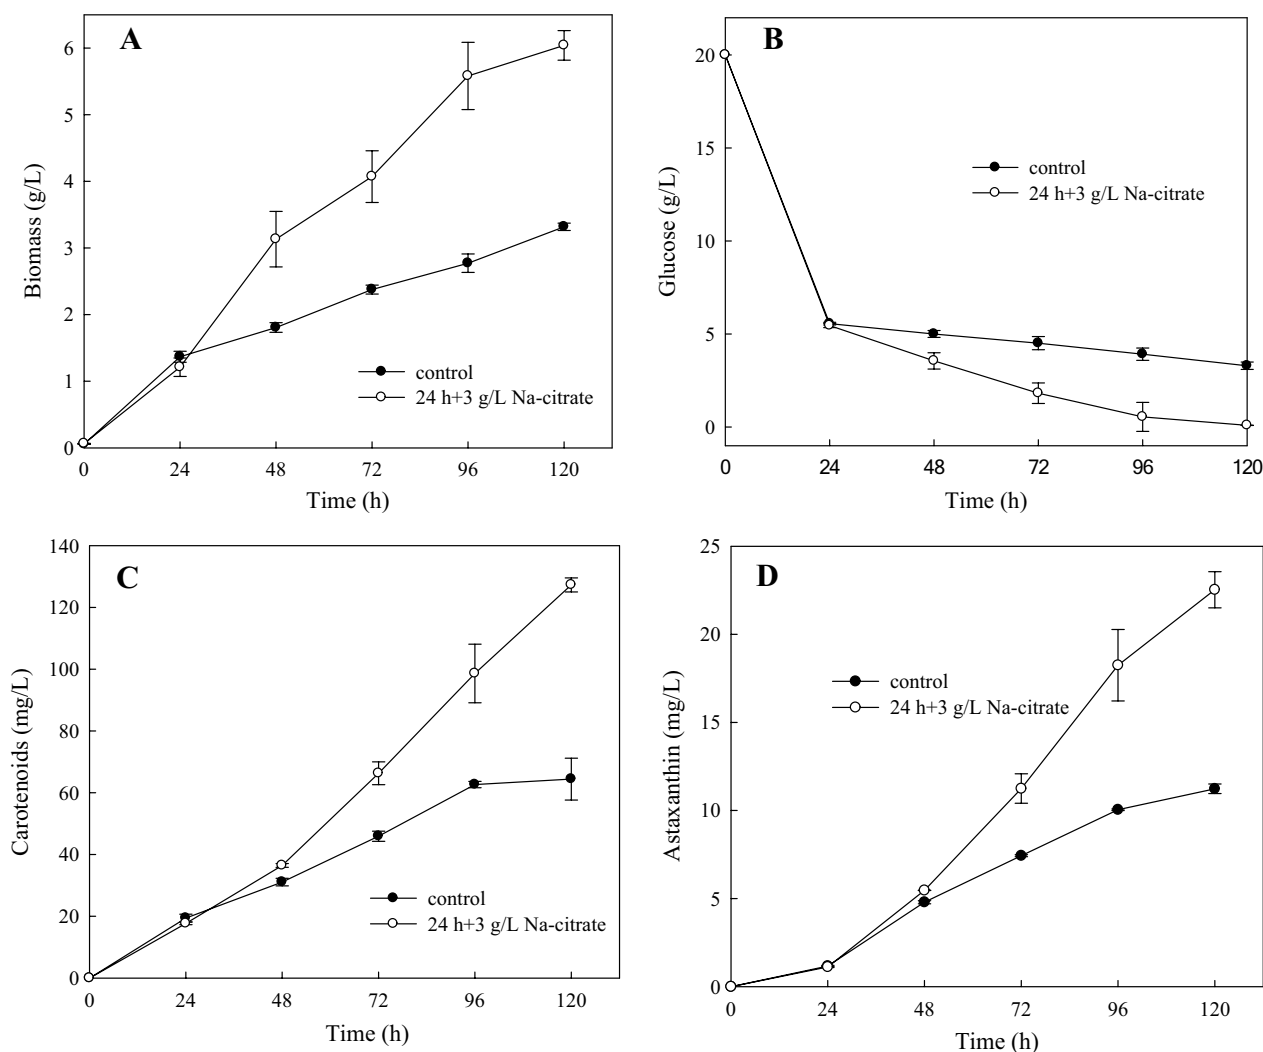 A
Biomass (g/L)
6
5
4
3
2
1
0
control
24 h+3 g/L Na-citrate
0 24 48 72 96 120
Time (h)
B
Glucose (g/L)
20
15
10
5
0
control
24 h+3 g/L Na-citrate
0 24 48 72 96 120
Time (h)
C
Carotenoids (mg/L)
140
120
100
80
60
40
20
0
control
24 h+3 g/L Na-citrate
0 24 48 72 96 120
Time (h)
D
Astaxanthin (mg/L)
25
20
15
10
5
0
control
24 h+3 g/L Na-citrate
0 24 48 72 96 120
Time (h)